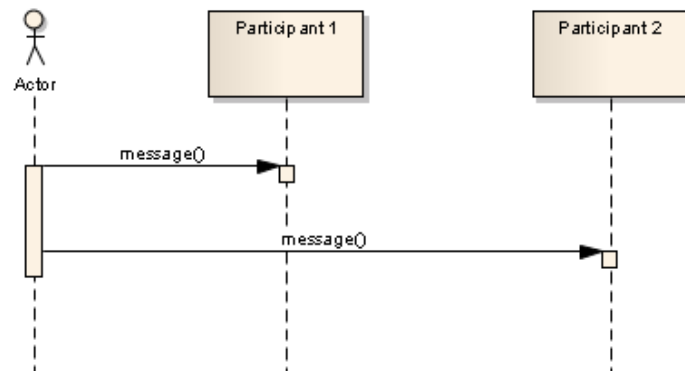 Participant 1
Participant 2
Actor
message()
message()